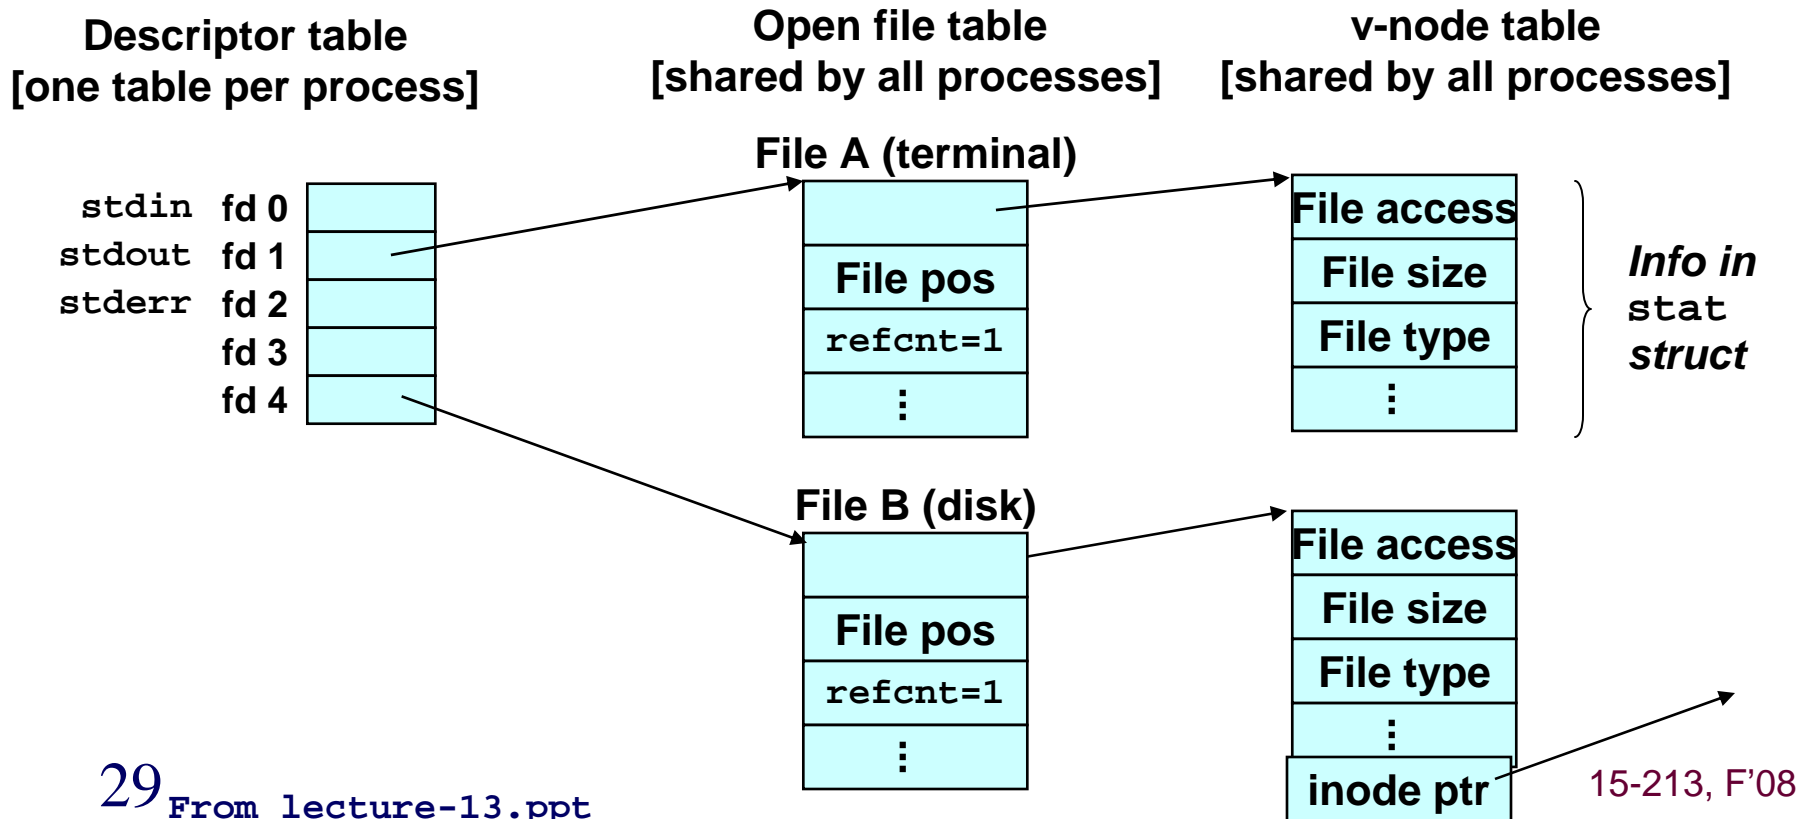 Descriptor table
[one table per process]
Open file table
[shared by all processes]
v-node table
[shared by all processes]
stdin fd 0
stdout fd 1
stderr fd 2
fd 3
fd 4
File A (terminal)
File pos
refcnt=1
⋮
File access
File size
File type
⋮
Info in
stat
struct
File B (disk)
File pos
refcnt=1
⋮
File access
File size
File type
⋮
inode ptr
29 From lecture-13.ppt
15-213, F’08